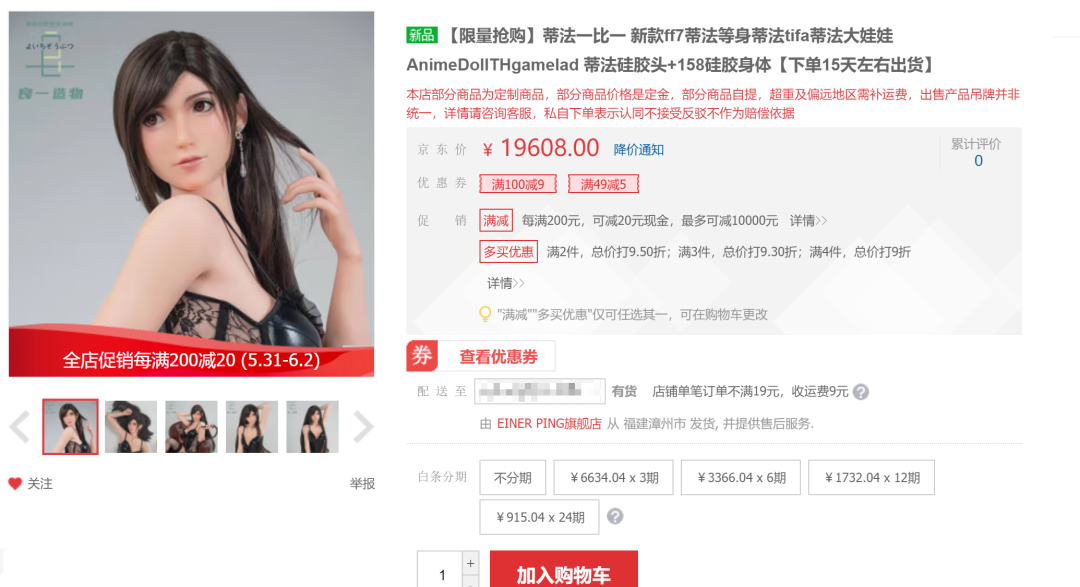 よいちぞうぶつ
良一造物
全店促销每满200减20 (5.31-6.2)
关注
举报
新品 【限量抢购】蒂法一比一 新款ff7蒂法等身蒂法tifa蒂法大娃娃
AnimeDollTHgamelad 蒂法硅胶头+158硅胶身体【下单15天左右出货】
本店部分商品为定制商品，部分商品价格是定金，部分商品自提，超重及偏远地区需补运费，出售产品吊牌并非
统一，详情请咨询客服，私自下单表示认同不接受反驳不作为赔偿依据
京东价 ¥ 19608.00 降价通知
累计评价
0
优惠券 满100减9 满49减5
促销 满减 每满200元，可减20元现金，最多可减10000元 详情>>
多买优惠 满2件，总价打9.50折；满3件，总价打9.30折；满4件，总价打9折
详情>>
"满减""多买优惠"仅可任选其一，可在购物车更改
券 查看优惠券
配送至 有货 店铺单笔订单不满19元，收运费9元 ?
由 EINER PING旗舰店 从 福建漳州市 发货, 并提供售后服务.
白条分期 不分期 ¥6634.04 x 3期 ¥3366.04 x 6期 ¥1732.04 x 12期
¥915.04 x 24期 ?
1 + 加入购物车